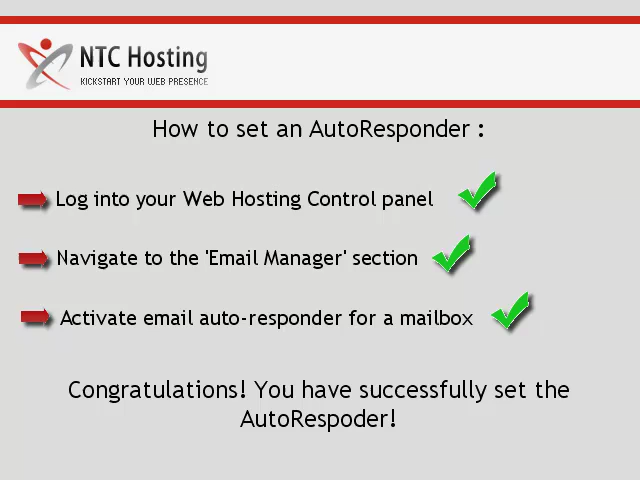 NTC Hosting
KICKSTART YOUR WEB PRESENCE
How to set an AutoResponder :
Log into your Web Hosting Control panel
Navigate to the 'Email Manager' section
Activate email auto-responder for a mailbox
Congratulations! You have successfully set the
AutoRespoder!